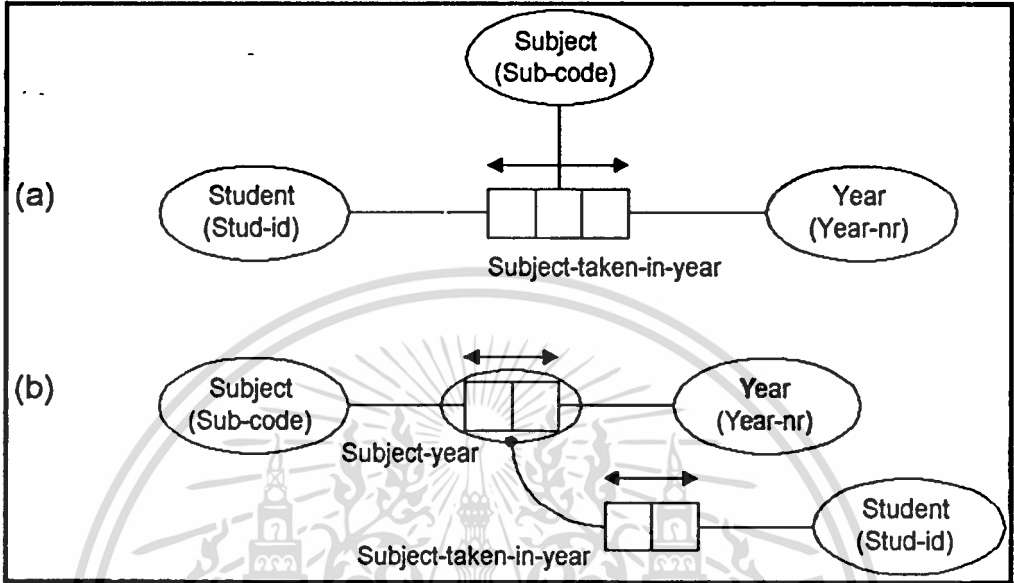 Subject
(Sub-code)
(a)
Student
(Stud-id)
Year
(Year-nr)
Subject-taken-in-year
(b)
Subject
(Sub-code)
Year
(Year-nr)
Subject-year
Student
(Stud-id)
Subject-taken-in-year